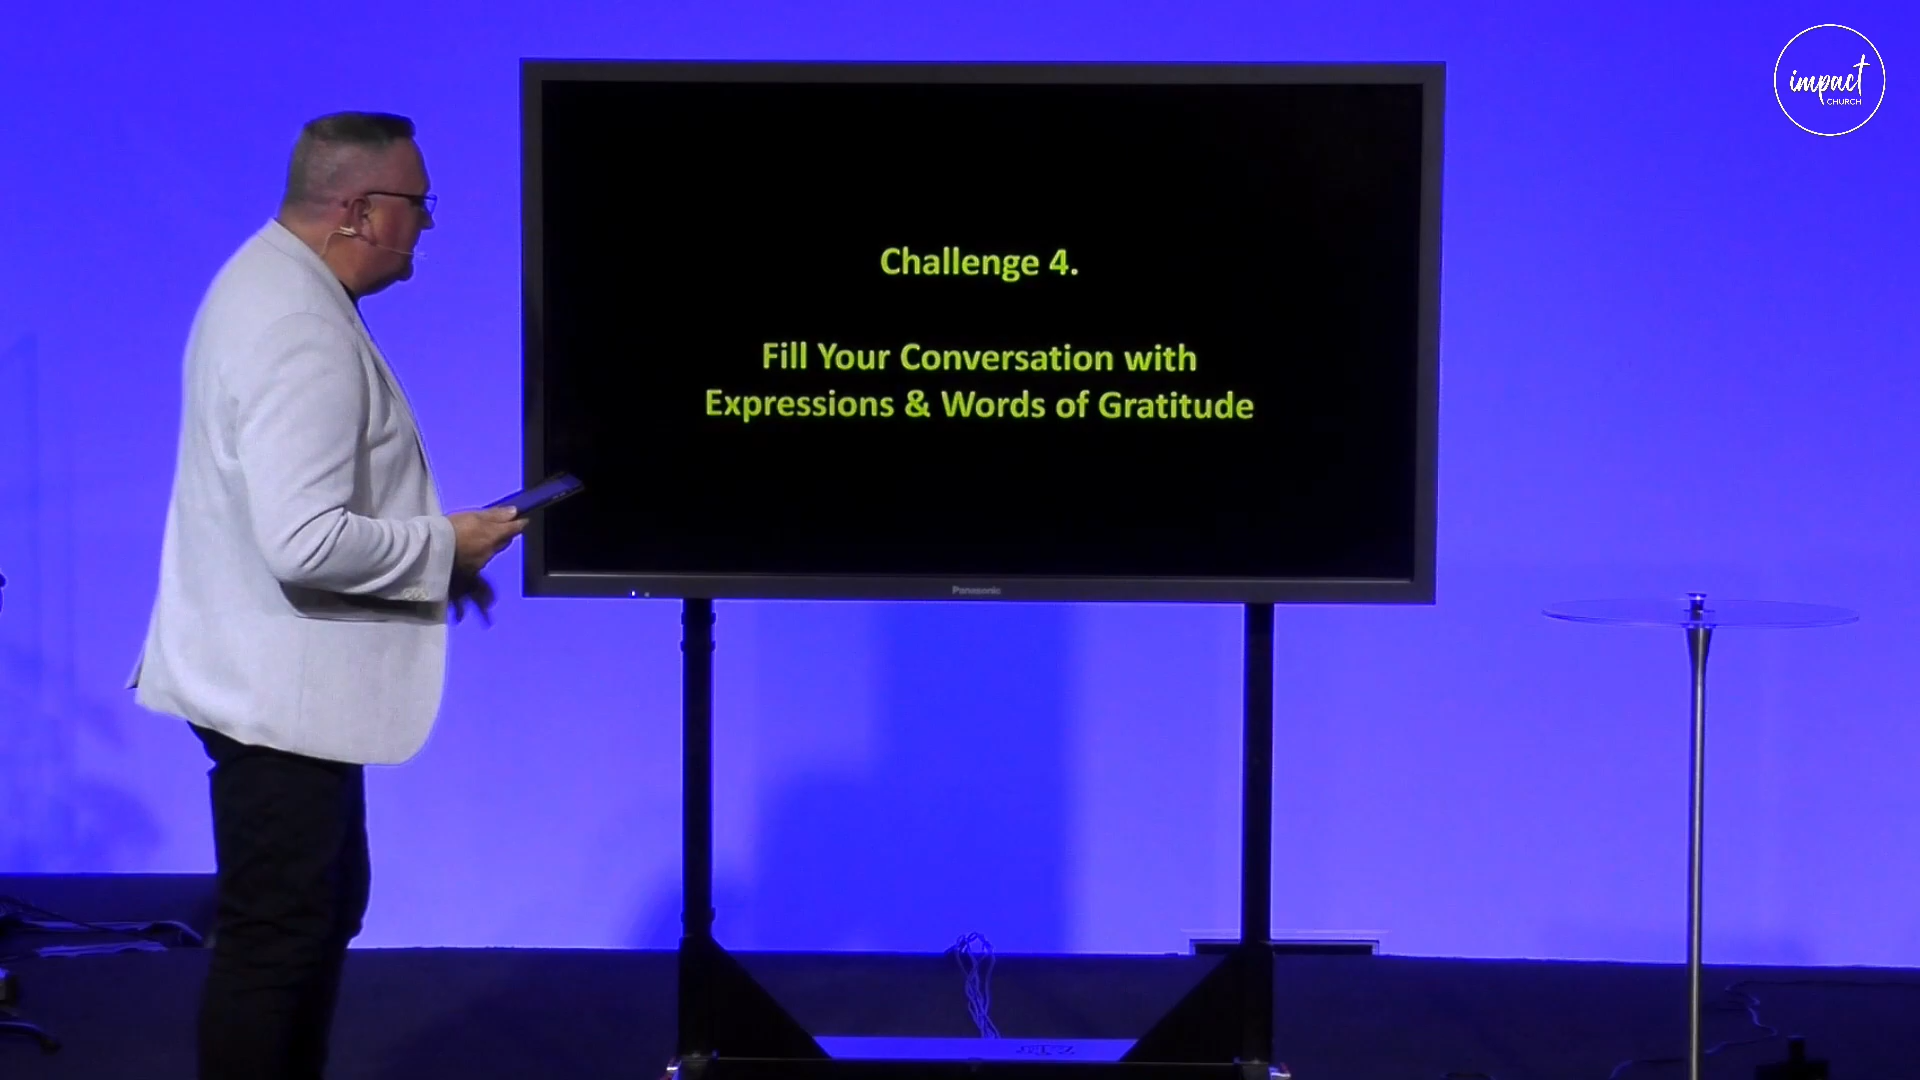 impact
CHURCH
Challenge 4.
Fill Your Conversation with
Expressions & Words of Gratitude
Panasonic